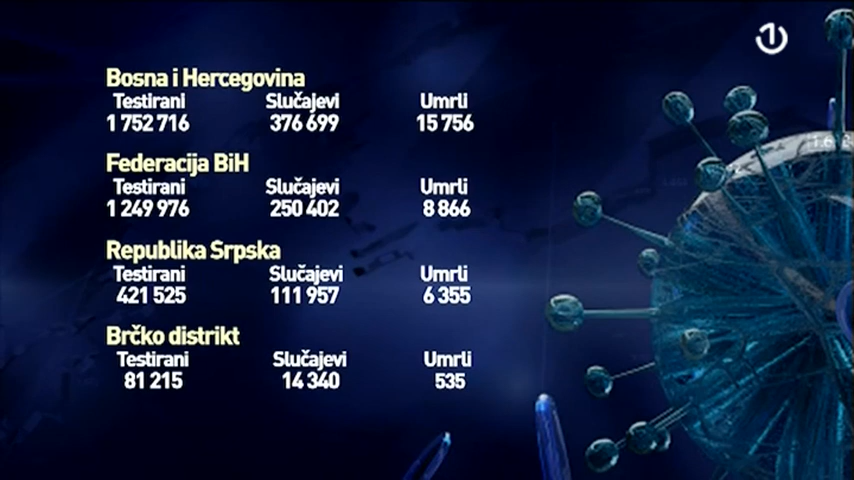 Bosna i Hercegovina
Testirani Slučajevi Umrli
1 752 716 376 699 15 756
Federacija BiH
Testirani Slučajevi Umrli
1 249 976 250 402 8 866
Republika Srpska
Testirani Slučajevi Umrli
421 525 111 957 6 355
Brčko distrikt
Testirani Slučajevi Umrli
81 215 14 340 535
1